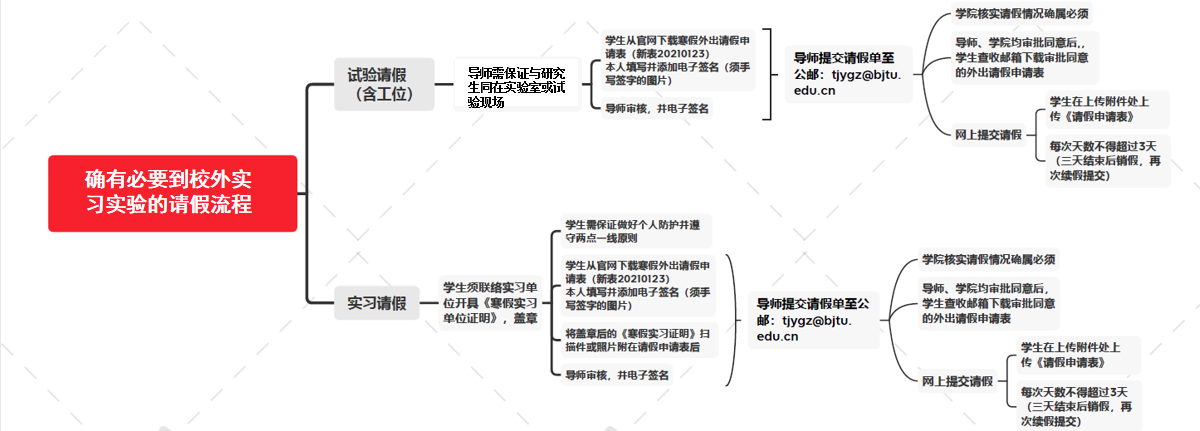 确有必要到校外实
习实验的请假流程
试验请假
（含工位）
导师需保证与研究
生同在实验室或试
验现场
学生从官网下载寒假外出请假申
请表（新表20210123）
本人填写并添加电子签名（须手
写签字的图片）
导师审核，并电子签名
导师提交请假单至
公邮：tjygz@bjtu.
edu.cn
学院核实请假情况确属必须
导师、学院均审批同意后,，
学生查收邮箱下载审批同意
的外出请假申请表
网上提交请假
学生在上传附件处上
传《请假申请表》
每次天数不得超过3天
（三天结束后销假，再
次续假提交）
实习请假
学生须联络实习单
位开具《寒假实习
单位证明》，盖章
学生需保证做好个人防护并遵
守两点一线原则
学生从官网下载寒假外出请假申
请表（新表20210123）
本人填写并添加电子签名（须手
写签字的图片）
将盖章后的《寒假实习证明》扫
描件或照片附在请假申请表后
导师审核，并电子签名
导师提交请假单至公
邮：tjygz@bjtu.
edu.cn
学院核实请假情况确属必须
导师、学院均审批同意后，
学生查收邮箱下载审批同意
的外出请假申请表
网上提交请假
学生在上传附件处上
传《请假申请表》
每次天数不得超过3天
（三天结束后销假，再
次续假提交）